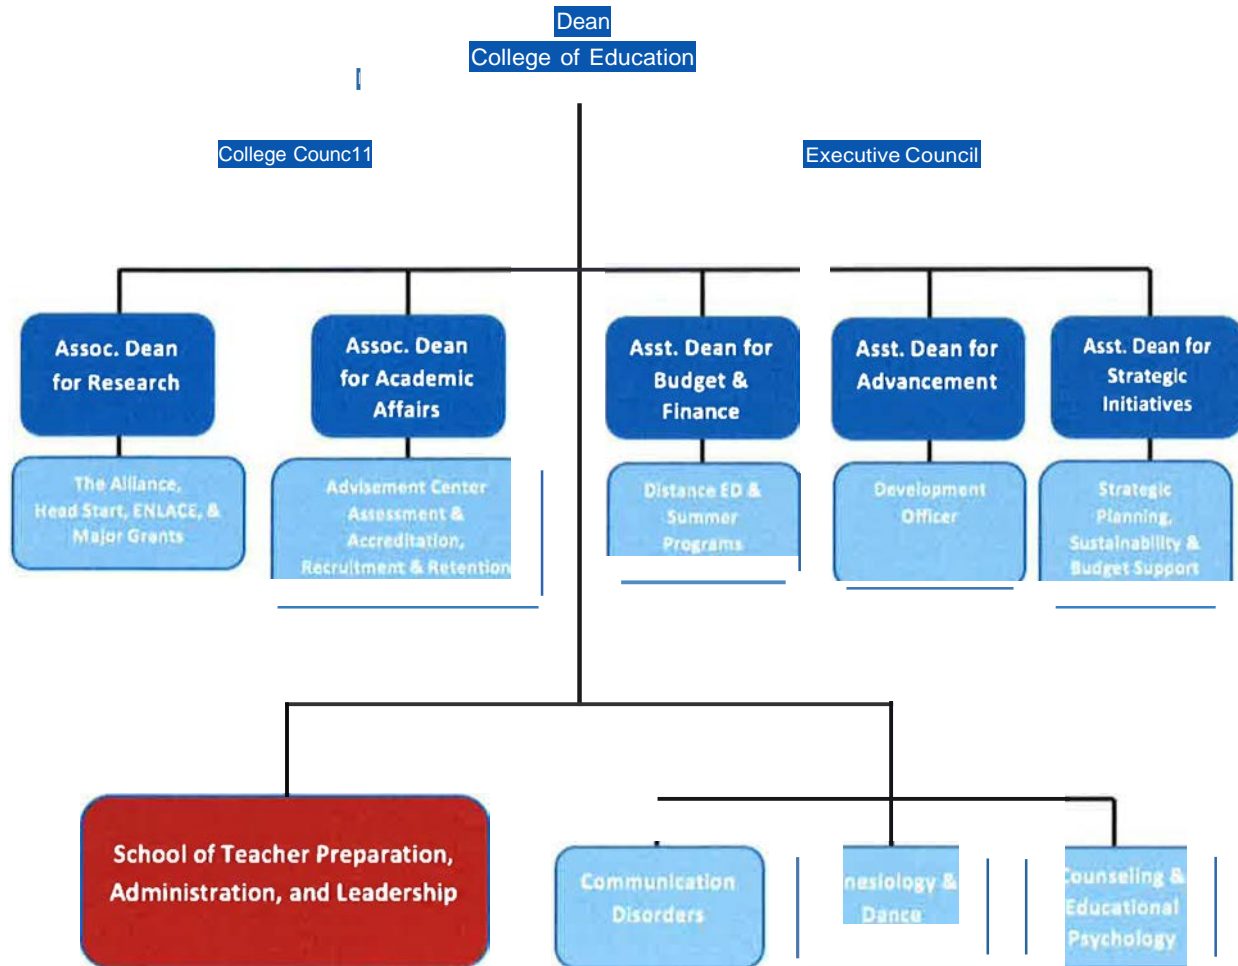 Dean
College of Education
College Counc11
Executive Council
Assoc. Dean
for Research
Assoc. Dean
for Academic
Affairs
Asst. Dean for
Budget &
Finance
Asst. Dean for
Advancement
Asst. Dean for
Strategic
Initiatives
The Alliance,
Head Start, ENLACE, &
Major Grants
Advisement Center
Assessment &
Accreditation,
Recruitment & Retention
Distance ED &
Summer
Programs
Development
Officer
Strategic
Planning,
Sustainability &
Budget Support
School of Teacher Preparation,
Administration, and Leadership
Communication
Disorders
nesiology &
Dance
Counseling &
Educational
Psychology